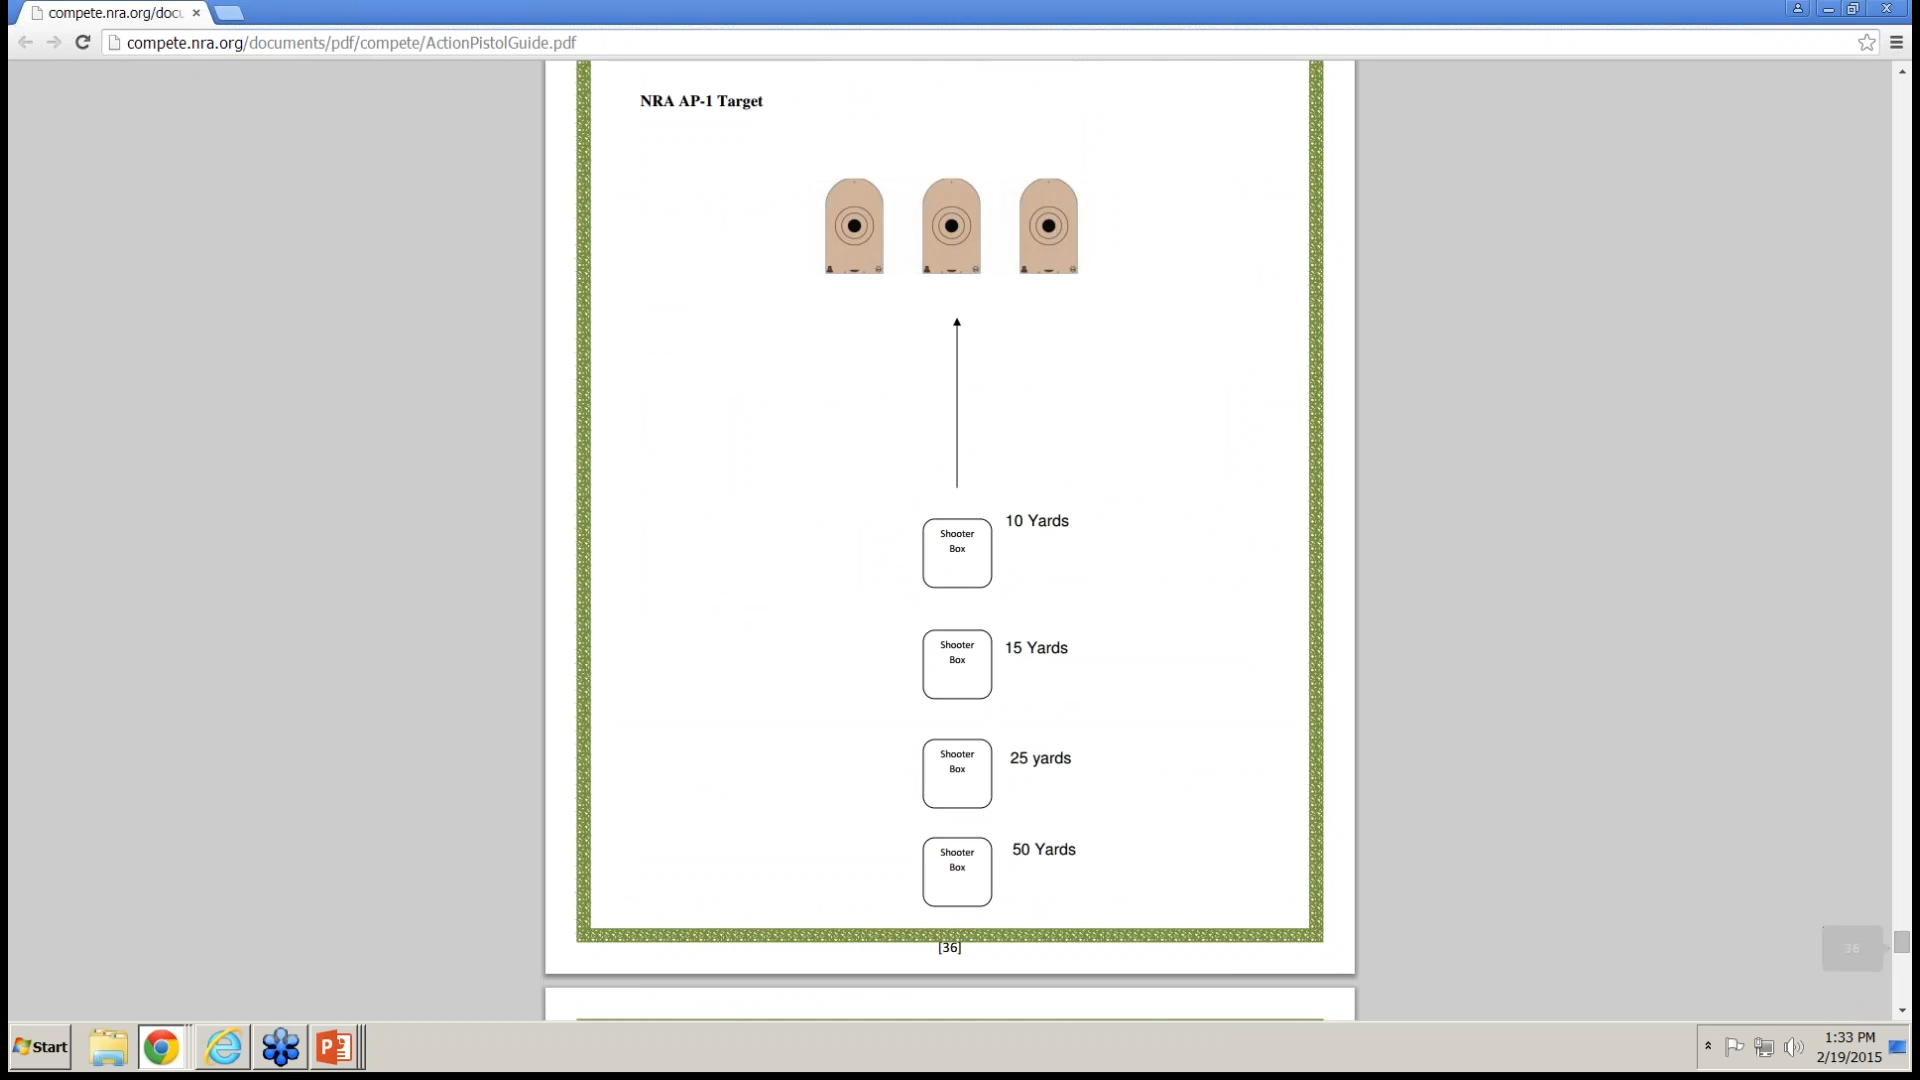 compete.nra.org/docu
compete.nra.org/documents/pdf/compete/ActionPistolGuide.pdf
NRA AP-1 Target
10 Yards
Shooter
Box
15 Yards
Shooter
Box
25 yards
Shooter
Box
50 Yards
Shooter
Box
[36]
36
Start
1:33 PM
2/19/2015